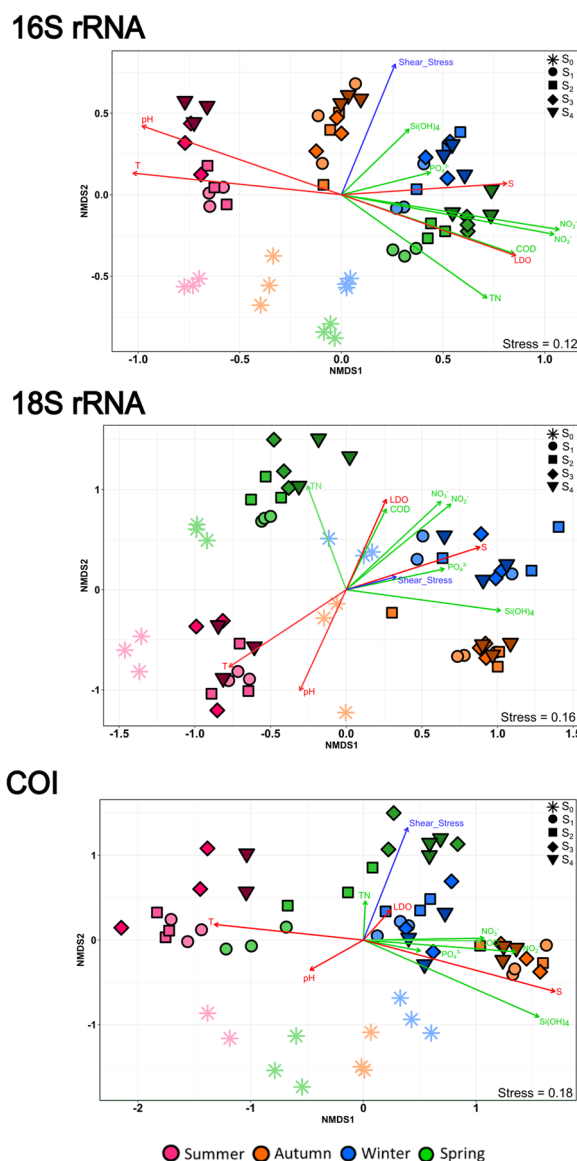 16S rRNA
Shear_Stress
S₀
S₁
S₂
S₃
S₄
0.5
pH
Si(OH)₄
PO₄³⁻
T
S
0.0
NO₂⁻
NO₃⁻
COD
LDO
NMDS2
-0.5
TN
Stress = 0.12
-1.0
-0.5
0.0
0.5
1.0
NMDS1
18S rRNA
S₀
S₁
S₂
S₃
S₄
1
TN
LDO
COD
NO₃⁻
NO₂⁻
S
PO₄³⁻
Shear_Stress
0
Si(OH)₄
NMDS2
T
-1
pH
Stress = 0.16
-1.5
-1.0
-0.5
0.0
0.5
1.0
1.5
NMDS1
COI
Shear_Stress
S₀
S₁
S₂
S₃
S₄
1
TN
LDO
T
0
NO₃⁻
NO₂⁻
PO₄³⁻
pH
S
Si(OH)₄
NMDS2
-1
Stress = 0.18
-2
-1
0
1
NMDS1
Summer Autumn Winter Spring